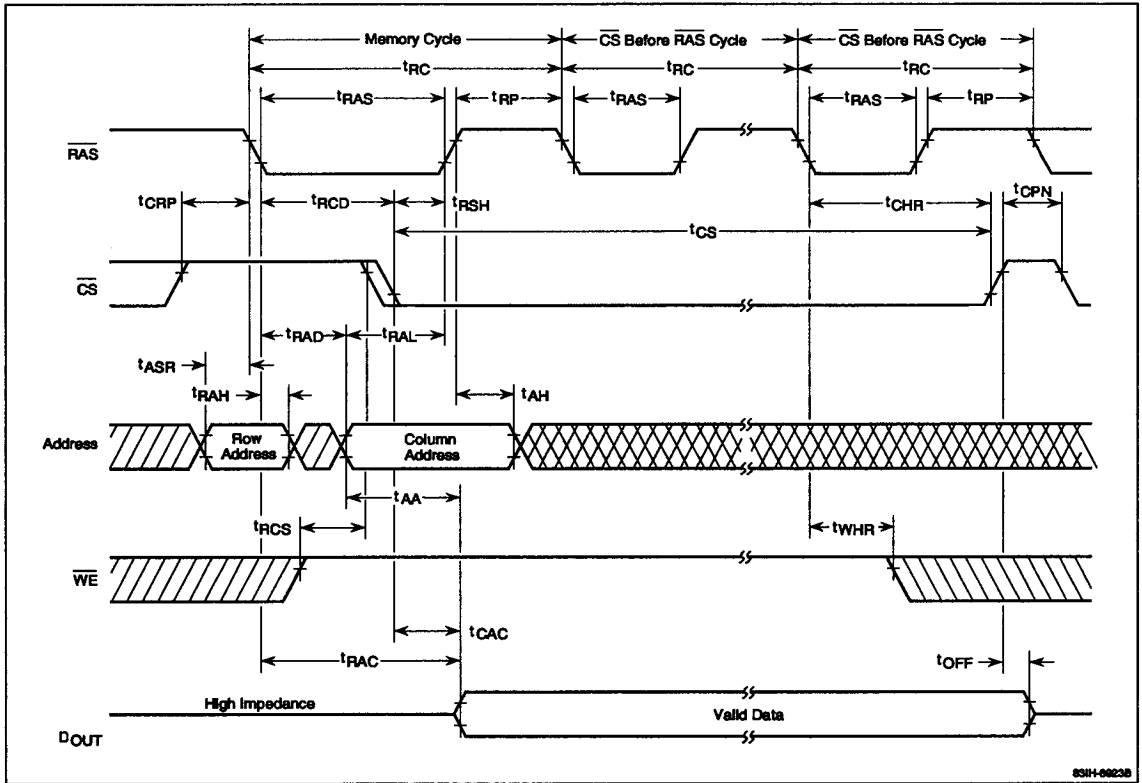 Memory Cycle CS Before RAS Cycle CS Before RAS Cycle
tRC tRC tRC
tRAS tRP tRAS tRAS tRP
RAS
tCRP tRCD tRSH tCHR tCPN
tCS
CS
tRAD tRAL
tASR
tRAH tAH
Address Row Address Column Address
tAA
tRCS tWHR
WE
tCAC
tRAC tOFF
High Impedance Valid Data
DOUT
83IH-6923B